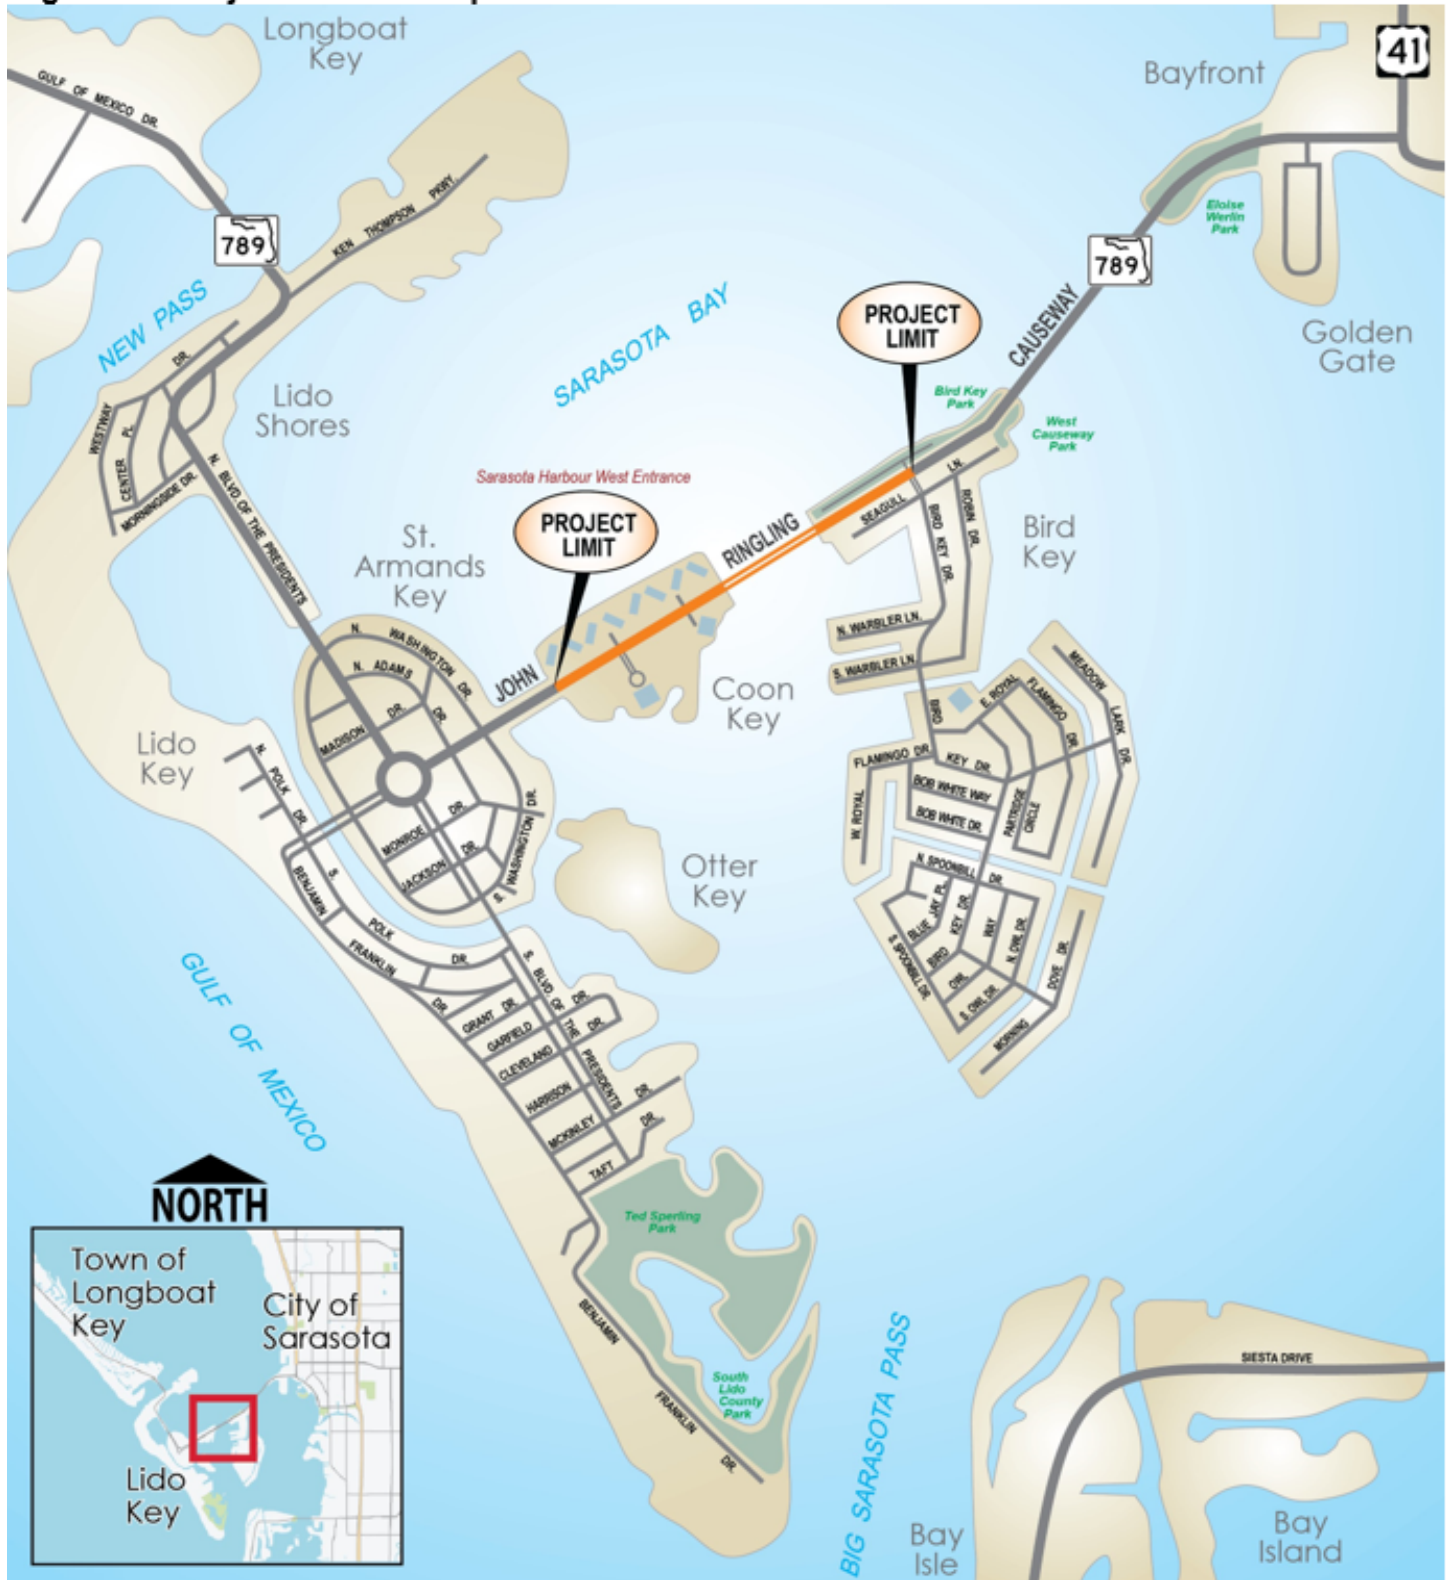 Longboat
Key
Bayfront
41
GULF OF MEXICO DR.
KEN THOMPSON PKWY.
789
Eloise
Werlin
Park
789
NEW PASS
SARASOTA BAY
PROJECT
LIMIT
CAUSEWAY
Golden
Gate
DR.
WESTWAY
CENTER PL
MORNINGSIDE DR.
Lido
Shores
Bird Key
Park
West
Causeway
Park
N. BLVD. OF THE PRESIDENTS
Sarasota Harbour West Entrance
PROJECT
LIMIT
RINGLING
SEAGULL LN.
BIRD KEY DR.
ROBIN DR.
Bird
Key
St.
Armands
Key
N. WASHINGTON DR.
N. ADAMS DR.
MADISON DR.
JOHN
Coon
Key
N. WARBLER LN.
S. WARBLER LN.
MEADOW LARK DR.
E. ROYAL FLAMINGO DR.
BIRD KEY DR.
FLAMINGO DR.
W. ROYAL
BOB WHITE WAY
BOB WHITE DR.
PARTRIDGE
CIRCLE
Lido
Key
N. POLK DR.
MONROE DR.
JACKSON DR.
S. WASHINGTON DR.
Otter
Key
N. SPOONBILL DR.
BLUE JAY PL.
BIRD KEY DR.
OWL WAY
N. OWL DR.
S. OWL DR.
S. SPOONBILL DR.
MORNING DOVE DR.
BENJAMIN FRANKLIN DR.
S. POLK DR.
S. BLVD. OF THE PRESIDENTS
GULF OF MEXICO
GRANT DR.
GARFIELD DR.
CLEVELAND DR.
HARRISON
MCKINLEY DR.
TAFT DR.
NORTH
Town of
Longboat
Key
City of
Sarasota
Lido
Key
Ted Sperling
Park
BENJAMIN FRANKLIN DR.
South
Lido
County
Park
BIG SARASOTA PASS
SIESTA DRIVE
Bay
Isle
Bay
Island